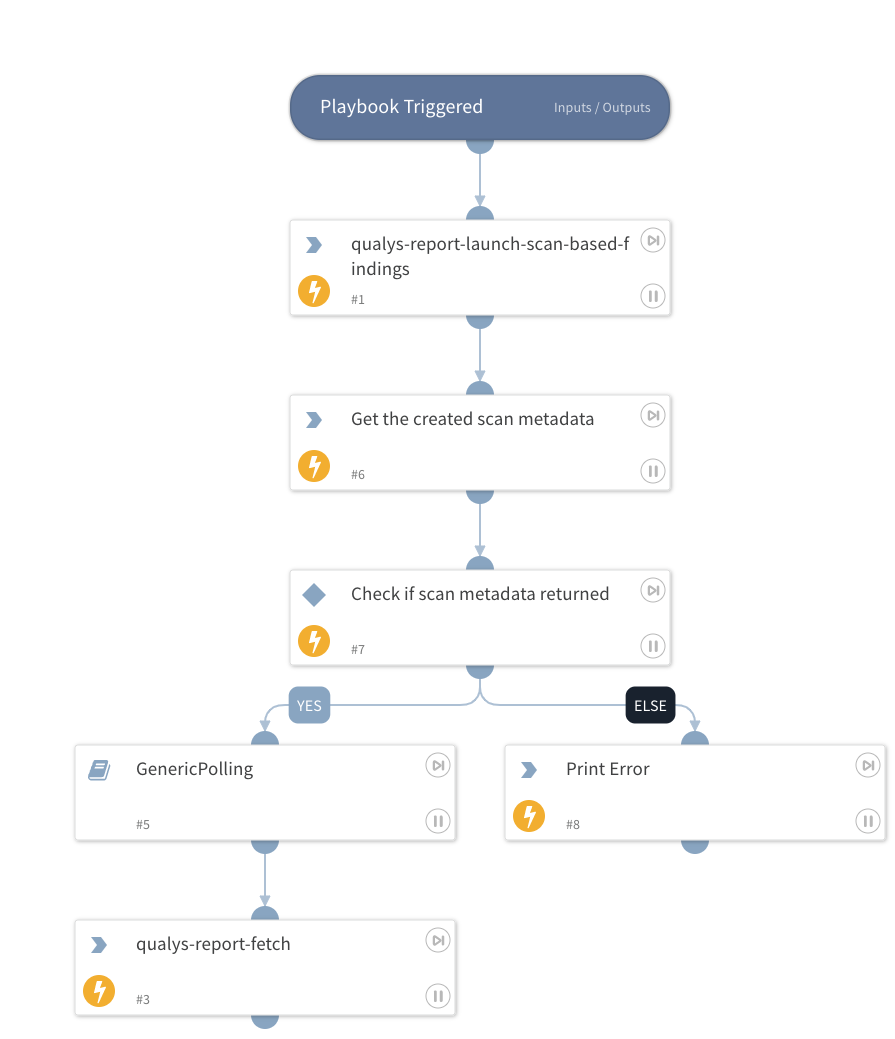 Playbook Triggered Inputs / Outputs
qualys-report-launch-scan-based-f
indings
#1
Get the created scan metadata
#6
Check if scan metadata returned
#7
YES
ELSE
GenericPolling
#5
Print Error
#8
qualys-report-fetch
#3